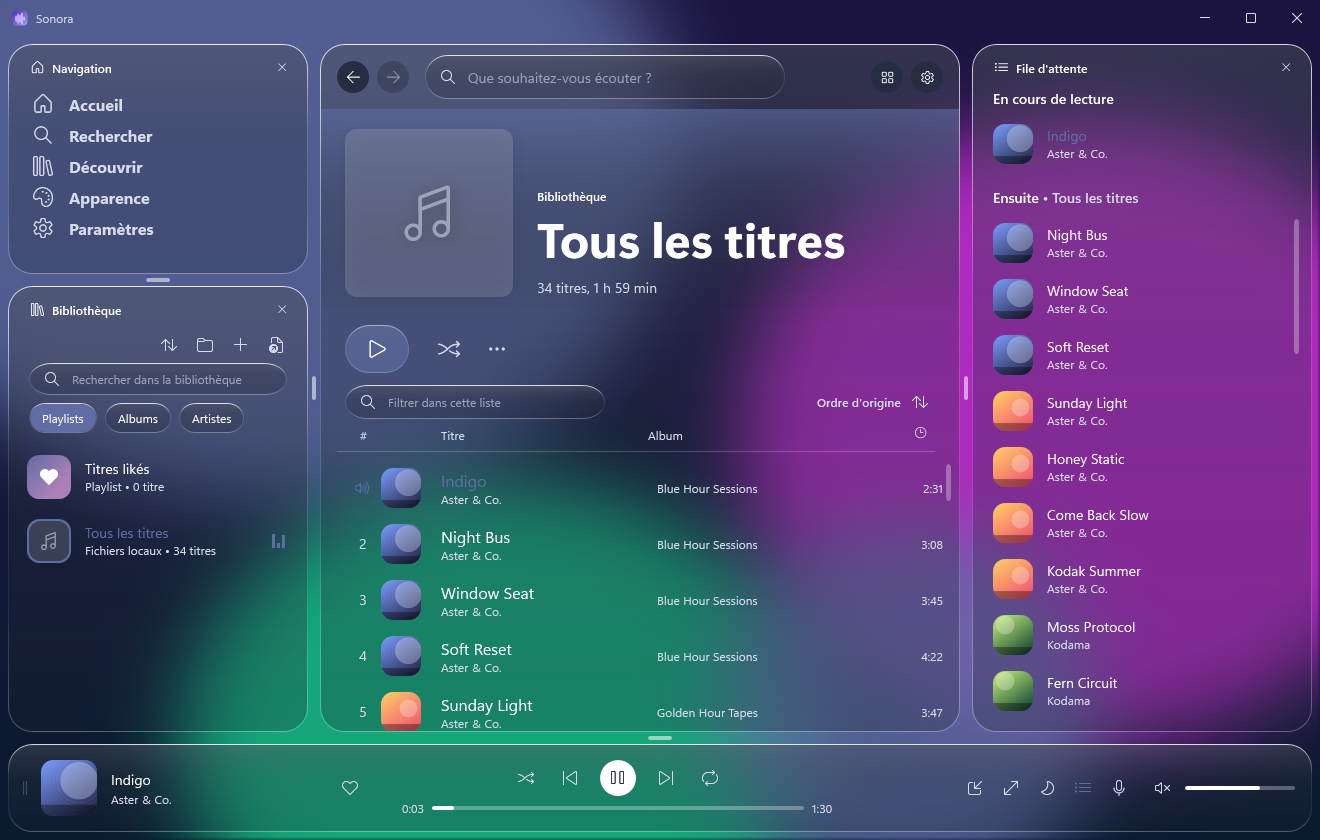 Sonora
Navigation
Accueil
Rechercher
Découvrir
Apparence
Paramètres
Bibliothèque
Rechercher dans la bibliothèque
Playlists
Albums
Artistes
Titres likés
Playlist • 0 titre
Tous les titres
Fichiers locaux • 34 titres
Que souhaitez-vous écouter ?
Bibliothèque
Tous les titres
34 titres, 1 h 59 min
Filtrer dans cette liste
Ordre d'origine
# Titre Album
Indigo
Aster & Co.
Blue Hour Sessions
2:31
2
Night Bus
Aster & Co.
Blue Hour Sessions
3:08
3
Window Seat
Aster & Co.
Blue Hour Sessions
3:45
4
Soft Reset
Aster & Co.
Blue Hour Sessions
4:22
5
Sunday Light
Aster & Co.
Golden Hour Tapes
3:47
File d'attente
En cours de lecture
Indigo
Aster & Co.
Ensuite • Tous les titres
Night Bus
Aster & Co.
Window Seat
Aster & Co.
Soft Reset
Aster & Co.
Sunday Light
Aster & Co.
Honey Static
Aster & Co.
Come Back Slow
Aster & Co.
Kodak Summer
Aster & Co.
Moss Protocol
Kodama
Fern Circuit
Kodama
Indigo
Aster & Co.
0:03
1:30